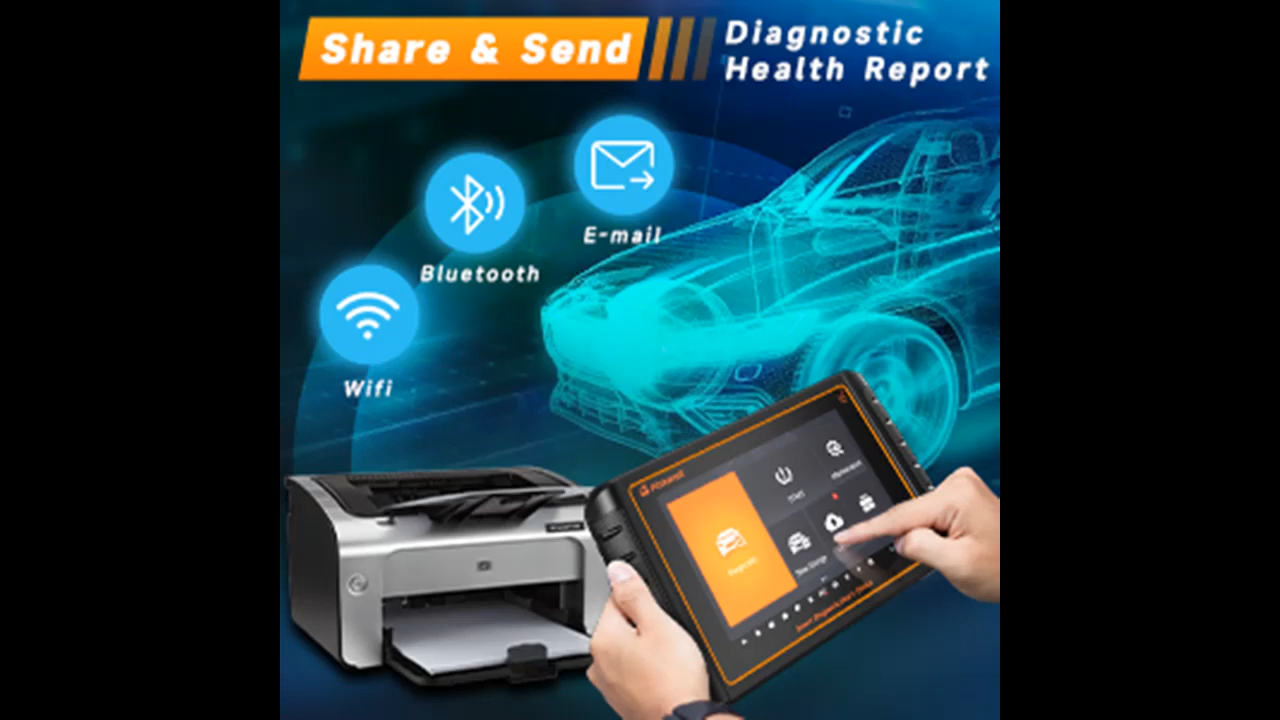 Share & Send
Diagnostic
Health Report
E-mail
Bluetooth
Wifi